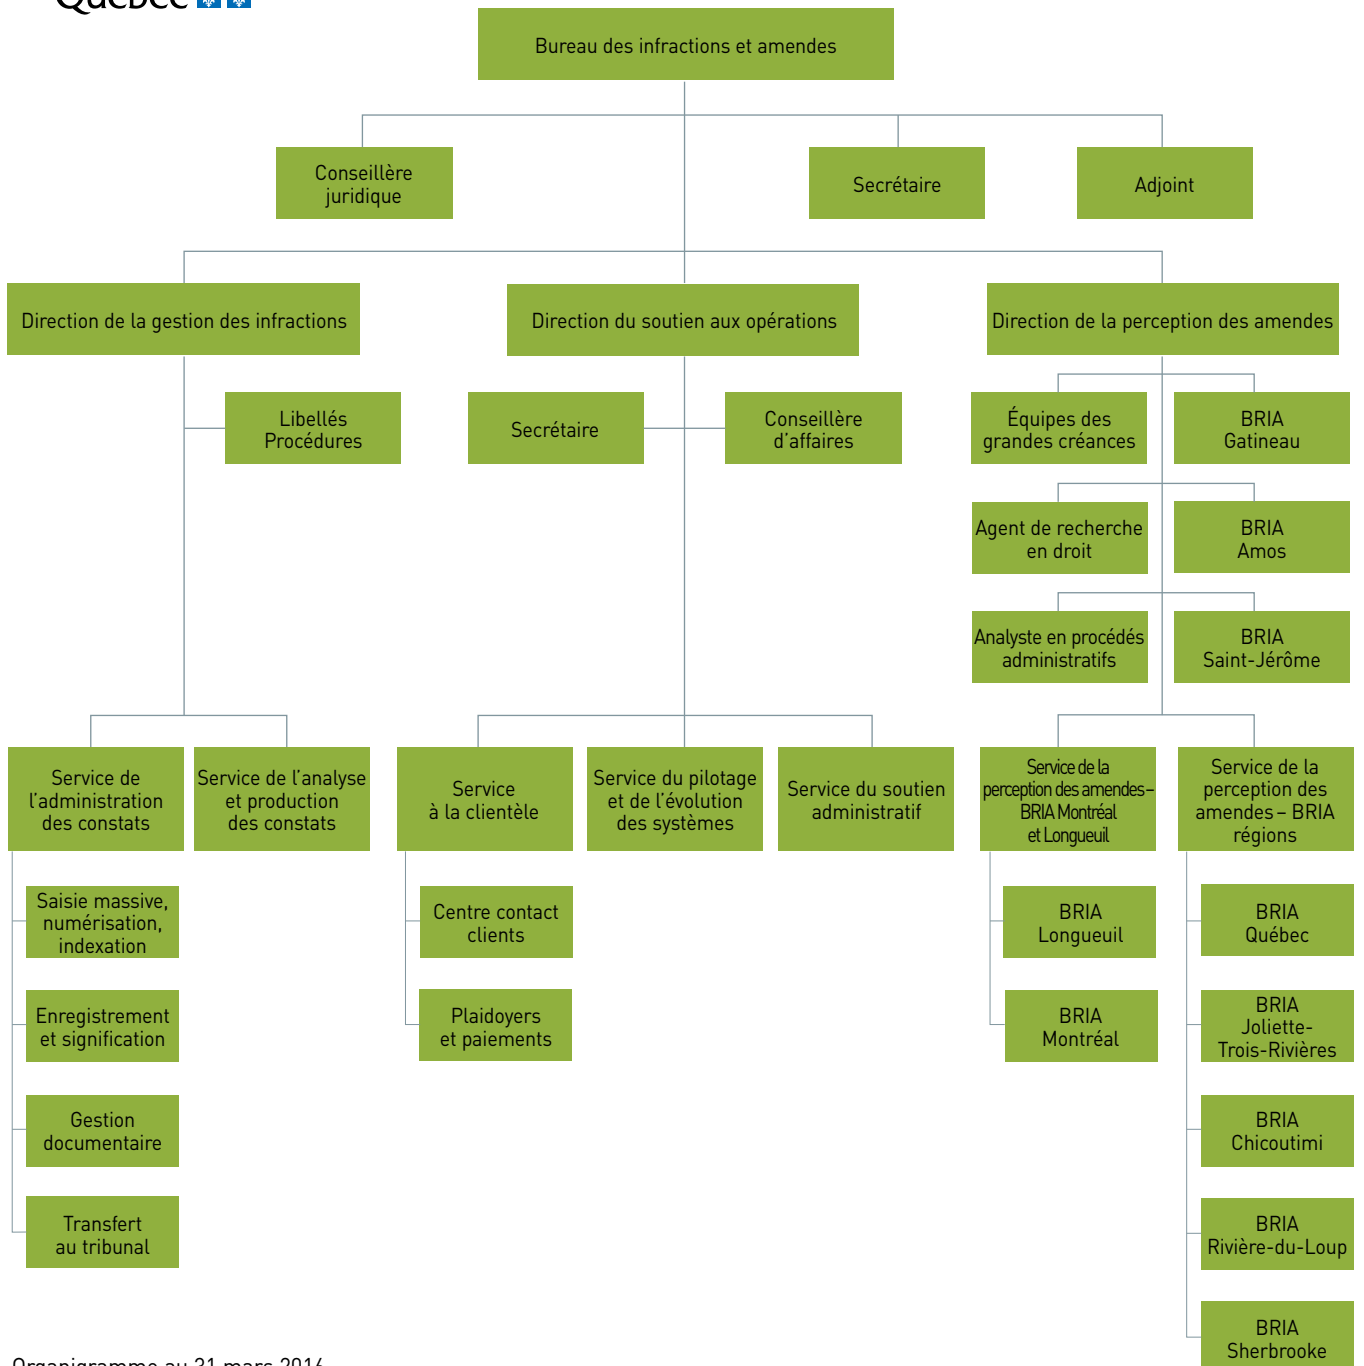 Québec
Bureau des infractions et amendes
Conseillère
juridique
Secrétaire
Adjoint
Direction de la gestion des infractions
Direction du soutien aux opérations
Direction de la perception des amendes
Libellés
Procédures
Secrétaire
Conseillère
d'affaires
Équipes des
grandes créances
BRIA
Gatineau
Agent de recherche
en droit
BRIA
Amos
Analyste en procédés
administratifs
BRIA
Saint-Jérôme
Service de
l'administration
des constats
Service de l'analyse
et production
des constats
Service
à la clientèle
Service du pilotage
et de l'évolution
des systèmes
Service du soutien
administratif
Service de la
perception des amendes –
BRIA Montréal
et Longueuil
Service de la
perception des
amendes – BRIA
régions
Saisie massive,
numérisation,
indexation
Enregistrement
et signification
Gestion
documentaire
Transfert
au tribunal
Centre contact
clients
Plaidoyers
et paiements
BRIA
Longueuil
BRIA
Montréal
BRIA
Québec
BRIA
Joliette-
Trois-Rivières
BRIA
Chicoutimi
BRIA
Rivière-du-Loup
BRIA
Sherbrooke
Organigramme au 31 mars 2016